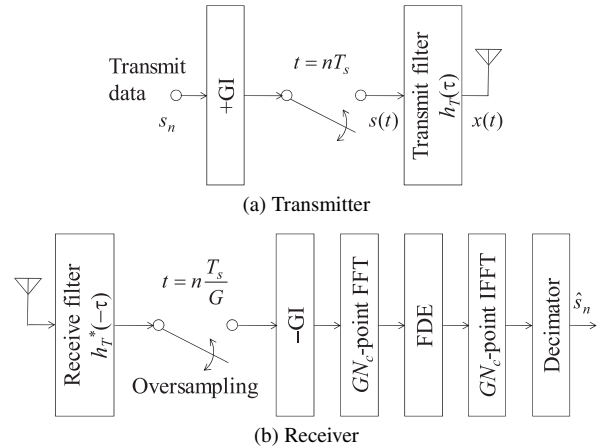 Transmit data
s_n
+GI
t = nT_s
s(t)
Transmit filter
h_T(τ)
x(t)
(a) Transmitter
Receive filter
h_T^*(−τ)
t = n T_s/G
Oversampling
−GI
GN_c-point FFT
FDE
GN_c-point IFFT
Decimator
ŝ_n
(b) Receiver